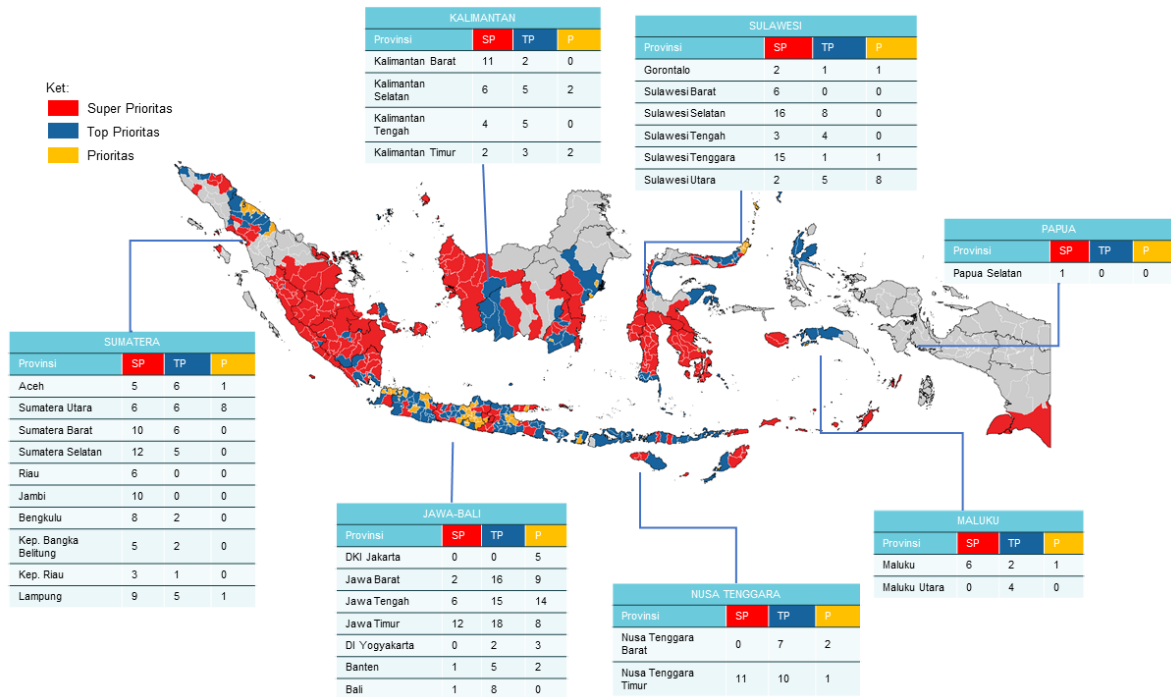 Ket:
Super Prioritas
Top Prioritas
Prioritas
KALIMANTAN
Provinsi SP TP P
Kalimantan Barat 11 2 0
Kalimantan
Selatan 6 5 2
Kalimantan
Tengah 4 5 0
Kalimantan Timur 2 3 2
SULAWESI
Provinsi SP TP P
Gorontalo 2 1 1
Sulawesi Barat 6 0 0
Sulawesi Selatan 16 8 0
Sulawesi Tengah 3 4 0
Sulawesi Tenggara 15 1 1
Sulawesi Utara 2 5 8
PAPUA
Provinsi SP TP P
Papua Selatan 1 0 0
SUMATERA
Provinsi SP TP P
Aceh 5 6 1
Sumatera Utara 6 6 8
Sumatera Barat 10 6 0
Sumatera Selatan 12 5 0
Riau 6 0 0
Jambi 10 0 0
Bengkulu 8 2 0
Kep. Bangka
Belitung 5 2 0
Kep. Riau 3 1 0
Lampung 9 5 1
JAWA-BALI
Provinsi SP TP P
DKI Jakarta 0 0 5
Jawa Barat 2 16 9
Jawa Tengah 6 15 14
Jawa Timur 12 18 8
DI Yogyakarta 0 2 3
Banten 1 5 2
Bali 1 8 0
NUSA TENGGARA
Provinsi SP TP P
Nusa Tenggara
Barat 0 7 2
Nusa Tenggara
Timur 11 10 1
MALUKU
Provinsi SP TP P
Maluku 6 2 1
Maluku Utara 0 4 0